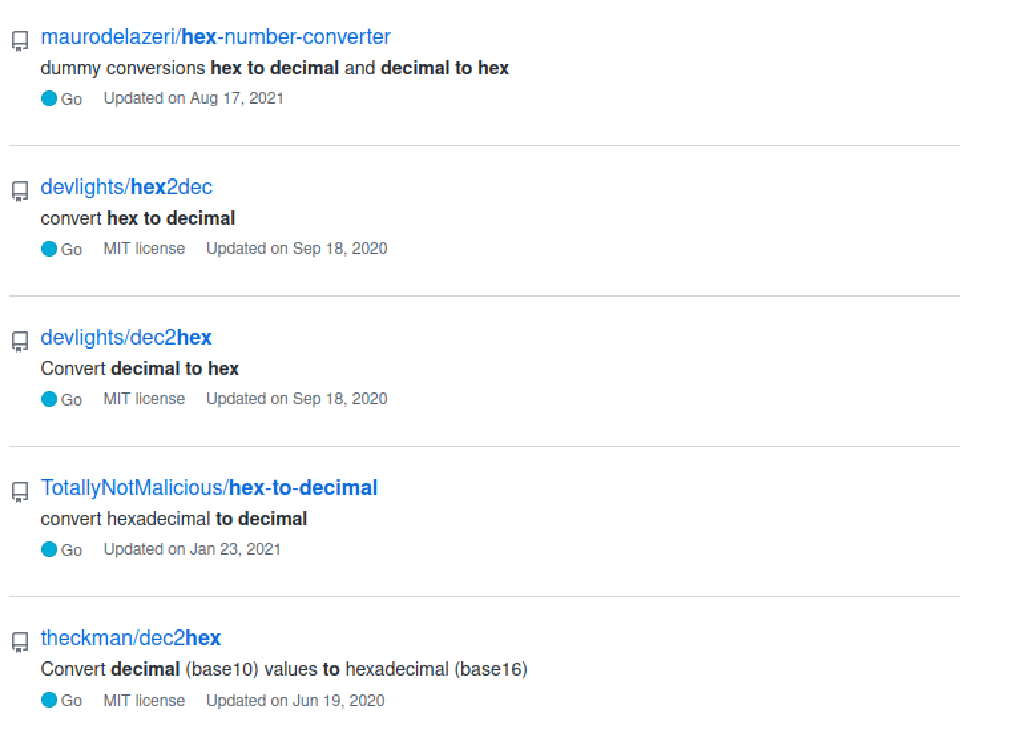 maurodelazeri/hex-number-converter
dummy conversions hex to decimal and decimal to hex
Go Updated on Aug 17, 2021
devlights/hex2dec
convert hex to decimal
Go MIT license Updated on Sep 18, 2020
devlights/dec2hex
Convert decimal to hex
Go MIT license Updated on Sep 18, 2020
TotallyNotMalicious/hex-to-decimal
convert hexadecimal to decimal
Go Updated on Jan 23, 2021
theckman/dec2hex
Convert decimal (base10) values to hexadecimal (base16)
Go MIT license Updated on Jun 19, 2020